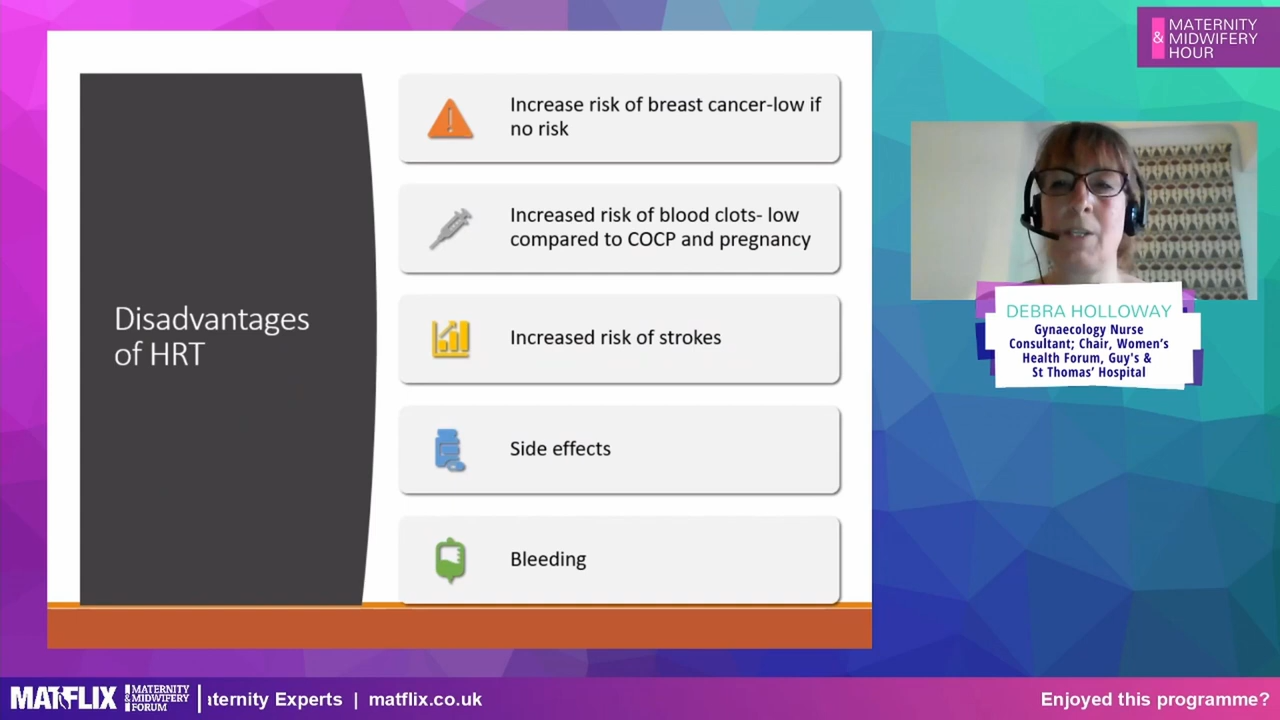 MATERNITY
& MIDWIFERY
HOUR
Disadvantages
of HRT
Increase risk of breast cancer-low if
no risk
Increased risk of blood clots- low
compared to COCP and pregnancy
Increased risk of strokes
Side effects
Bleeding
DEBRA HOLLOWAY
Gynaecology Nurse
Consultant; Chair, Women's
Health Forum, Guy's &
St Thomas' Hospital
MATFLIX
MATERNITY
& MIDWIFERY
FORUM
Experts | matflix.co.uk
Enjoyed this programme?